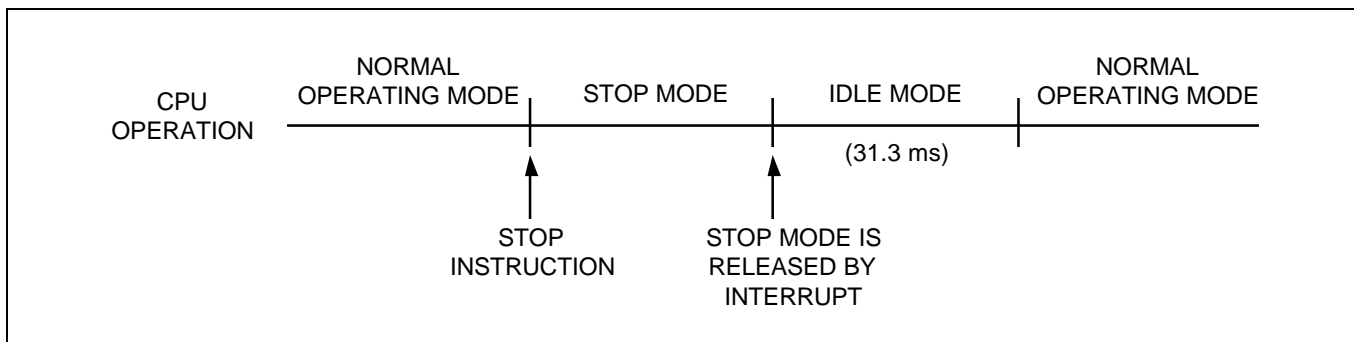 CPU
OPERATION
NORMAL
OPERATING MODE
STOP MODE
IDLE MODE
NORMAL
OPERATING MODE
(31.3 ms)
STOP
INSTRUCTION
STOP MODE IS
RELEASED BY
INTERRUPT